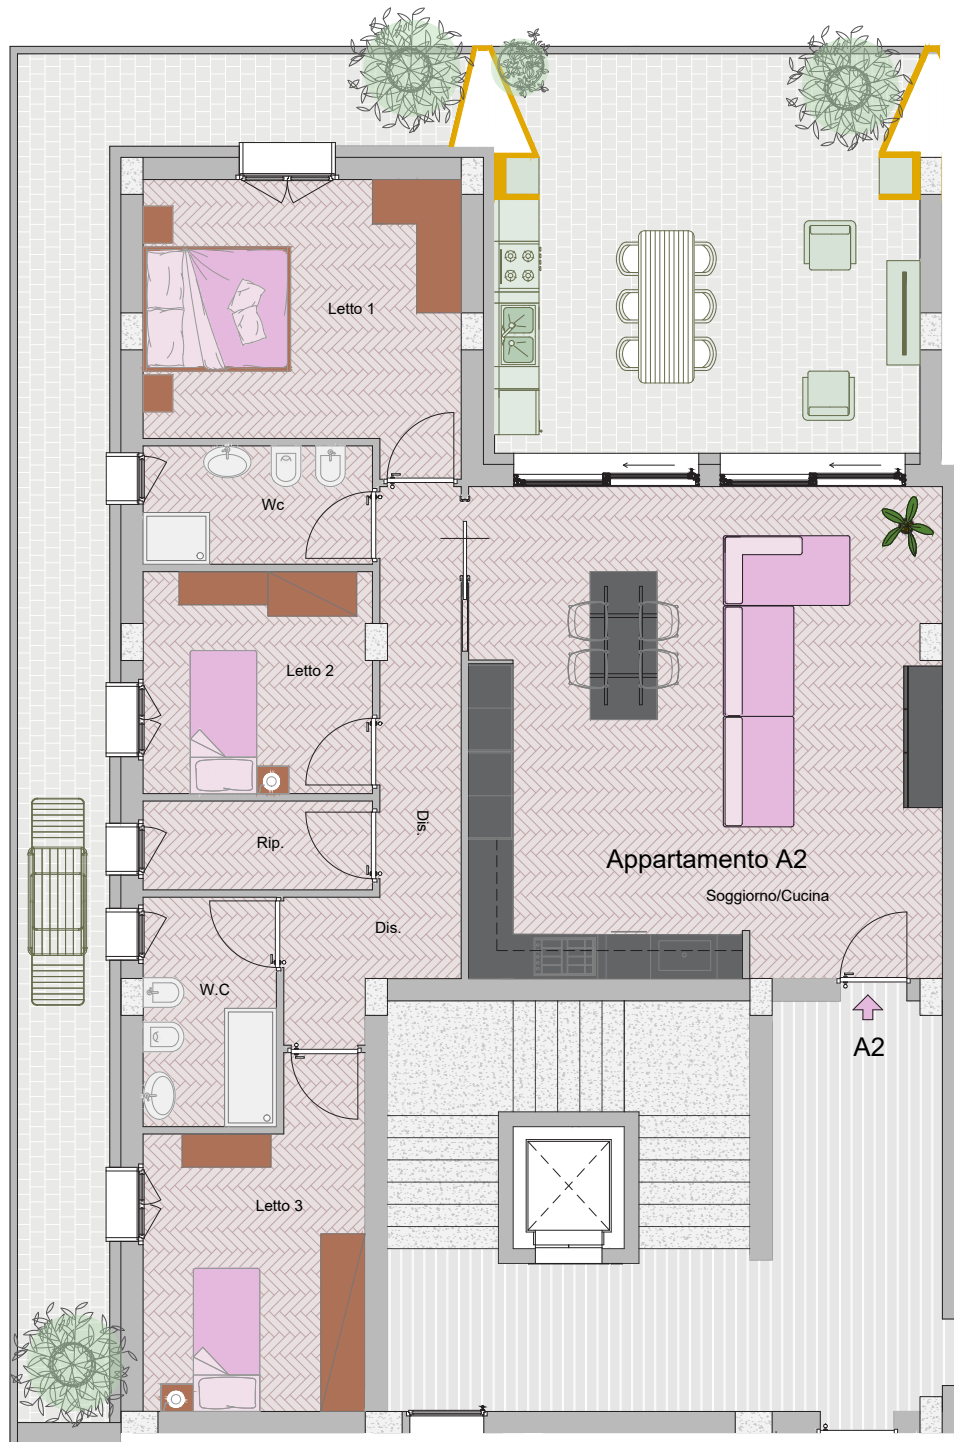 Letto 1
Wc
Letto 2
Dis.
Rip.
Appartamento A2
Soggiorno/Cucina
Dis.
W.C
A2
Letto 3